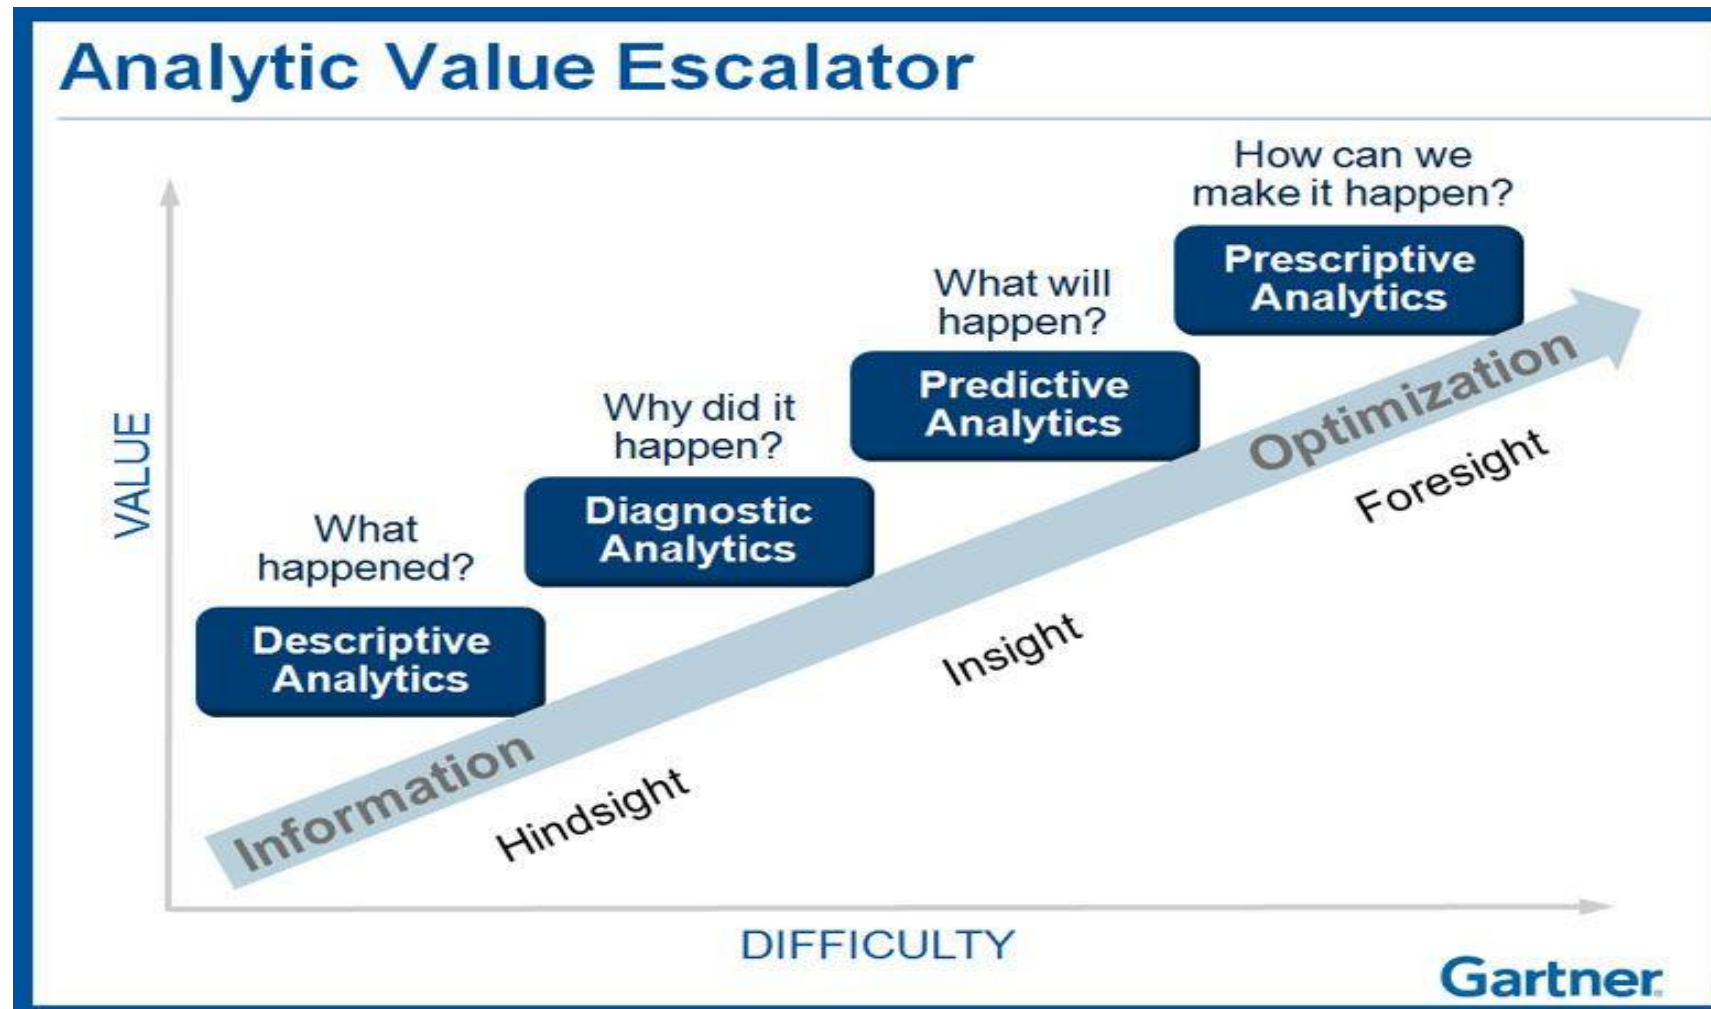 Analytic Value Escalator
How can we
make it happen?
Prescriptive
Analytics
What will
happen?
Predictive
Analytics
Why did it
happen?
Diagnostic
Analytics
What
happened?
Descriptive
Analytics
VALUE
Information
Optimization
Hindsight
Insight
Foresight
DIFFICULTY
Gartner